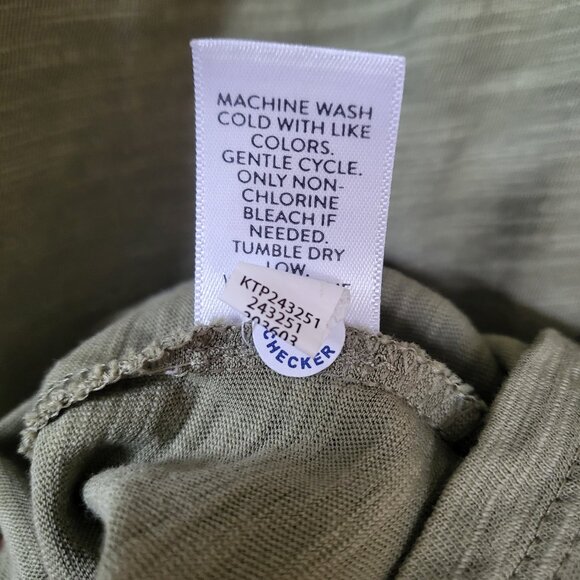 MACHINE WASH
COLD WITH LIKE
COLORS.
GENTLE CYCLE.
ONLY NON-
CHLORINE
BLEACH IF
NEEDED.
TUMBLE DRY
LOW.
KTP243251
243251
203603
CHECKER